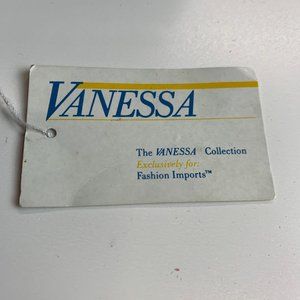 VANESSA
The VANESSA® Collection
Exclusively for:
Fashion Imports™